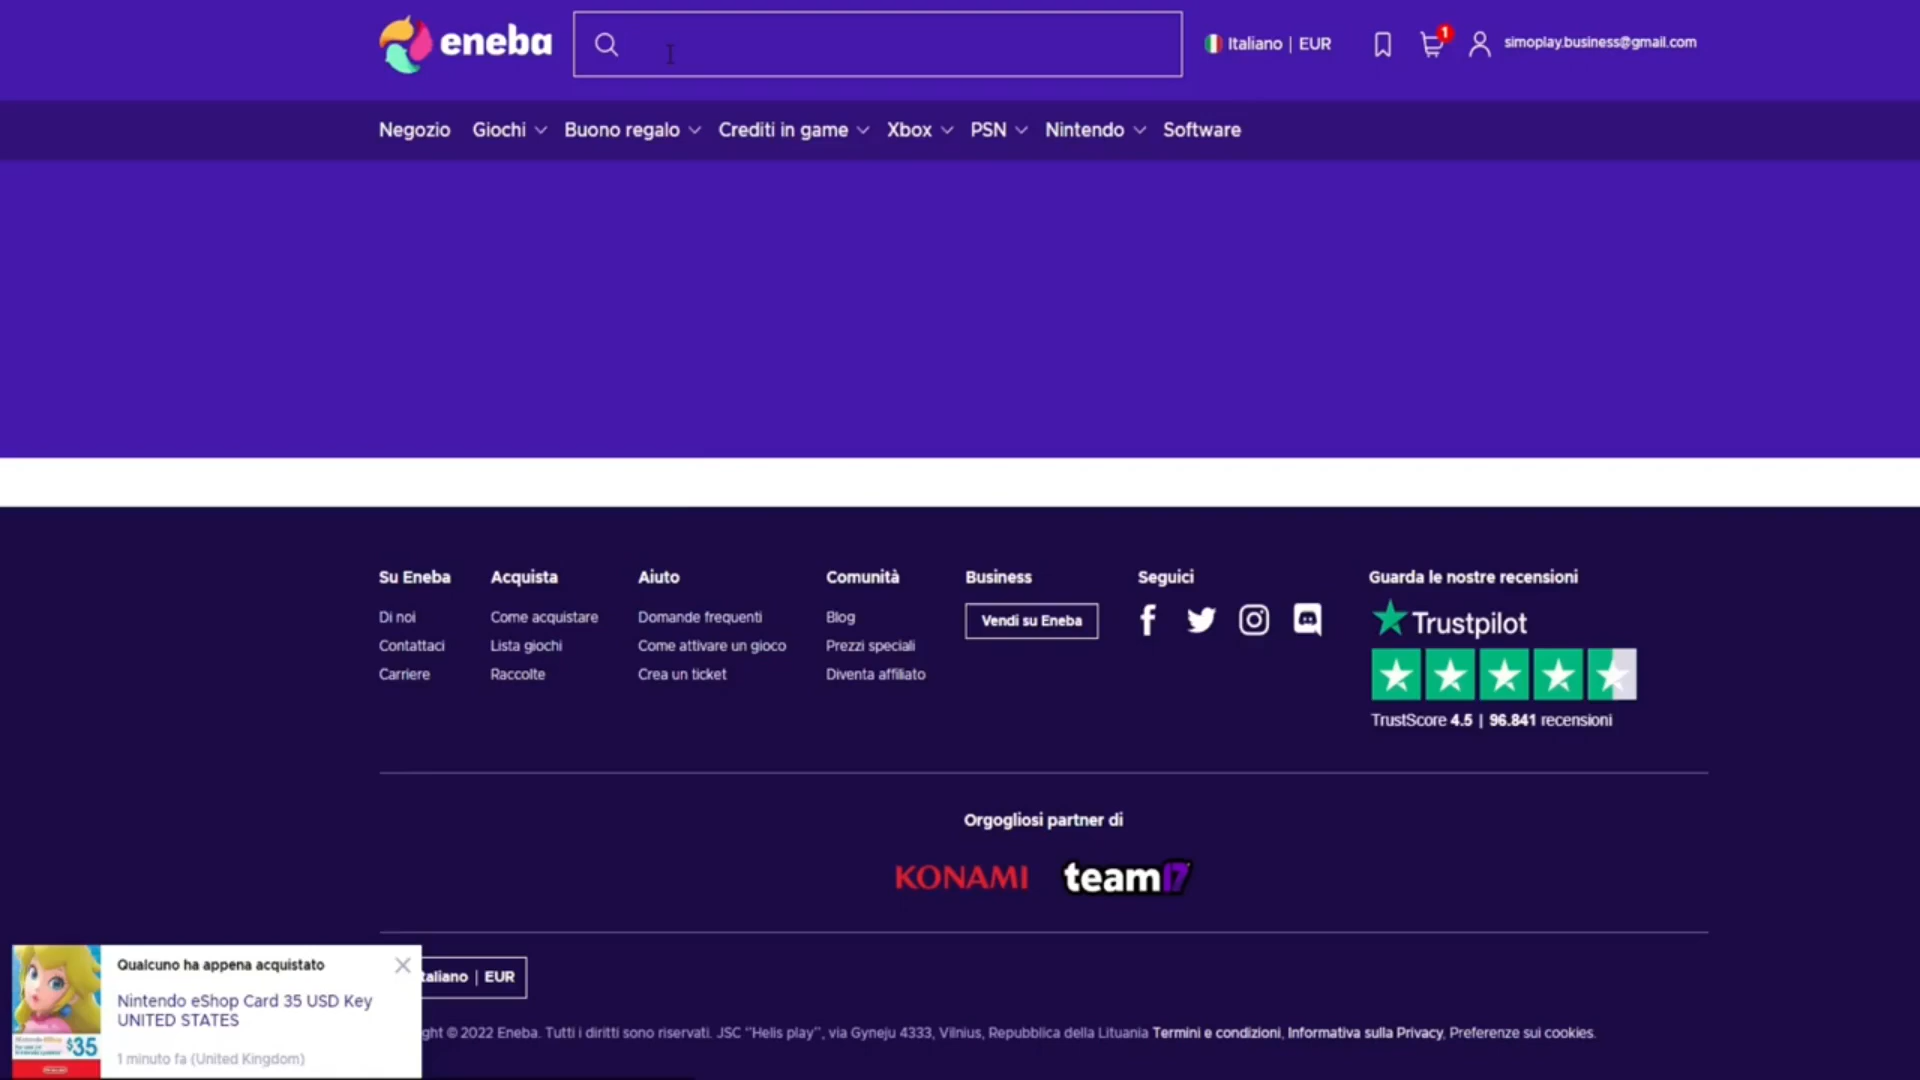 eneba
Italiano | EUR
1
simoplay.business@gmail.com
Negozio Giochi Buono regalo Crediti in game Xbox PSN Nintendo Software
Su Eneba
Di noi
Contattaci
Carriere
Acquista
Come acquistare
Lista giochi
Raccolte
Aiuto
Domande frequenti
Come attivare un gioco
Crea un ticket
Comunità
Blog
Prezzi speciali
Diventa affiliato
Business
Vendi su Eneba
Seguici
Guarda le nostre recensioni
Trustpilot
TrustScore 4.5 | 96.841 recensioni
Orgogliosi partner di
KONAMI team17
Qualcuno ha appena acquistato
Nintendo eShop Card 35 USD Key
UNITED STATES
1 minuto fa (United Kingdom)
$35
taliano | EUR
ght © 2022 Eneba. Tutti i diritti sono riservati. JSC “Helis play”, via Gyneju 4333, Vilnius, Repubblica della Lituania Termini e condizioni, Informativa sulla Privacy, Preferenze sui cookies.